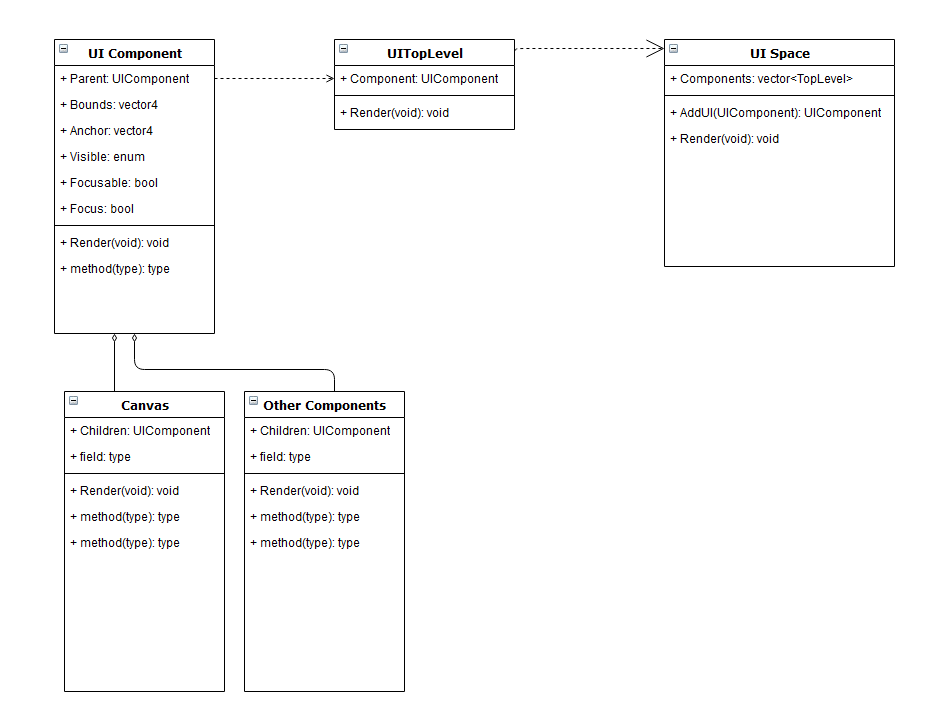 UI Component
+ Parent: UIComponent
+ Bounds: vector4
+ Anchor: vector4
+ Visible: enum
+ Focusable: bool
+ Focus: bool
+ Render(void): void
+ method(type): type
UITopLevel
+ Component: UIComponent
+ Render(void): void
UI Space
+ Components: vector<TopLevel>
+ AddUI(UIComponent): UIComponent
+ Render(void): void
Canvas
+ Children: UIComponent
+ field: type
+ Render(void): void
+ method(type): type
+ method(type): type
Other Components
+ Children: UIComponent
+ field: type
+ Render(void): void
+ method(type): type
+ method(type): type